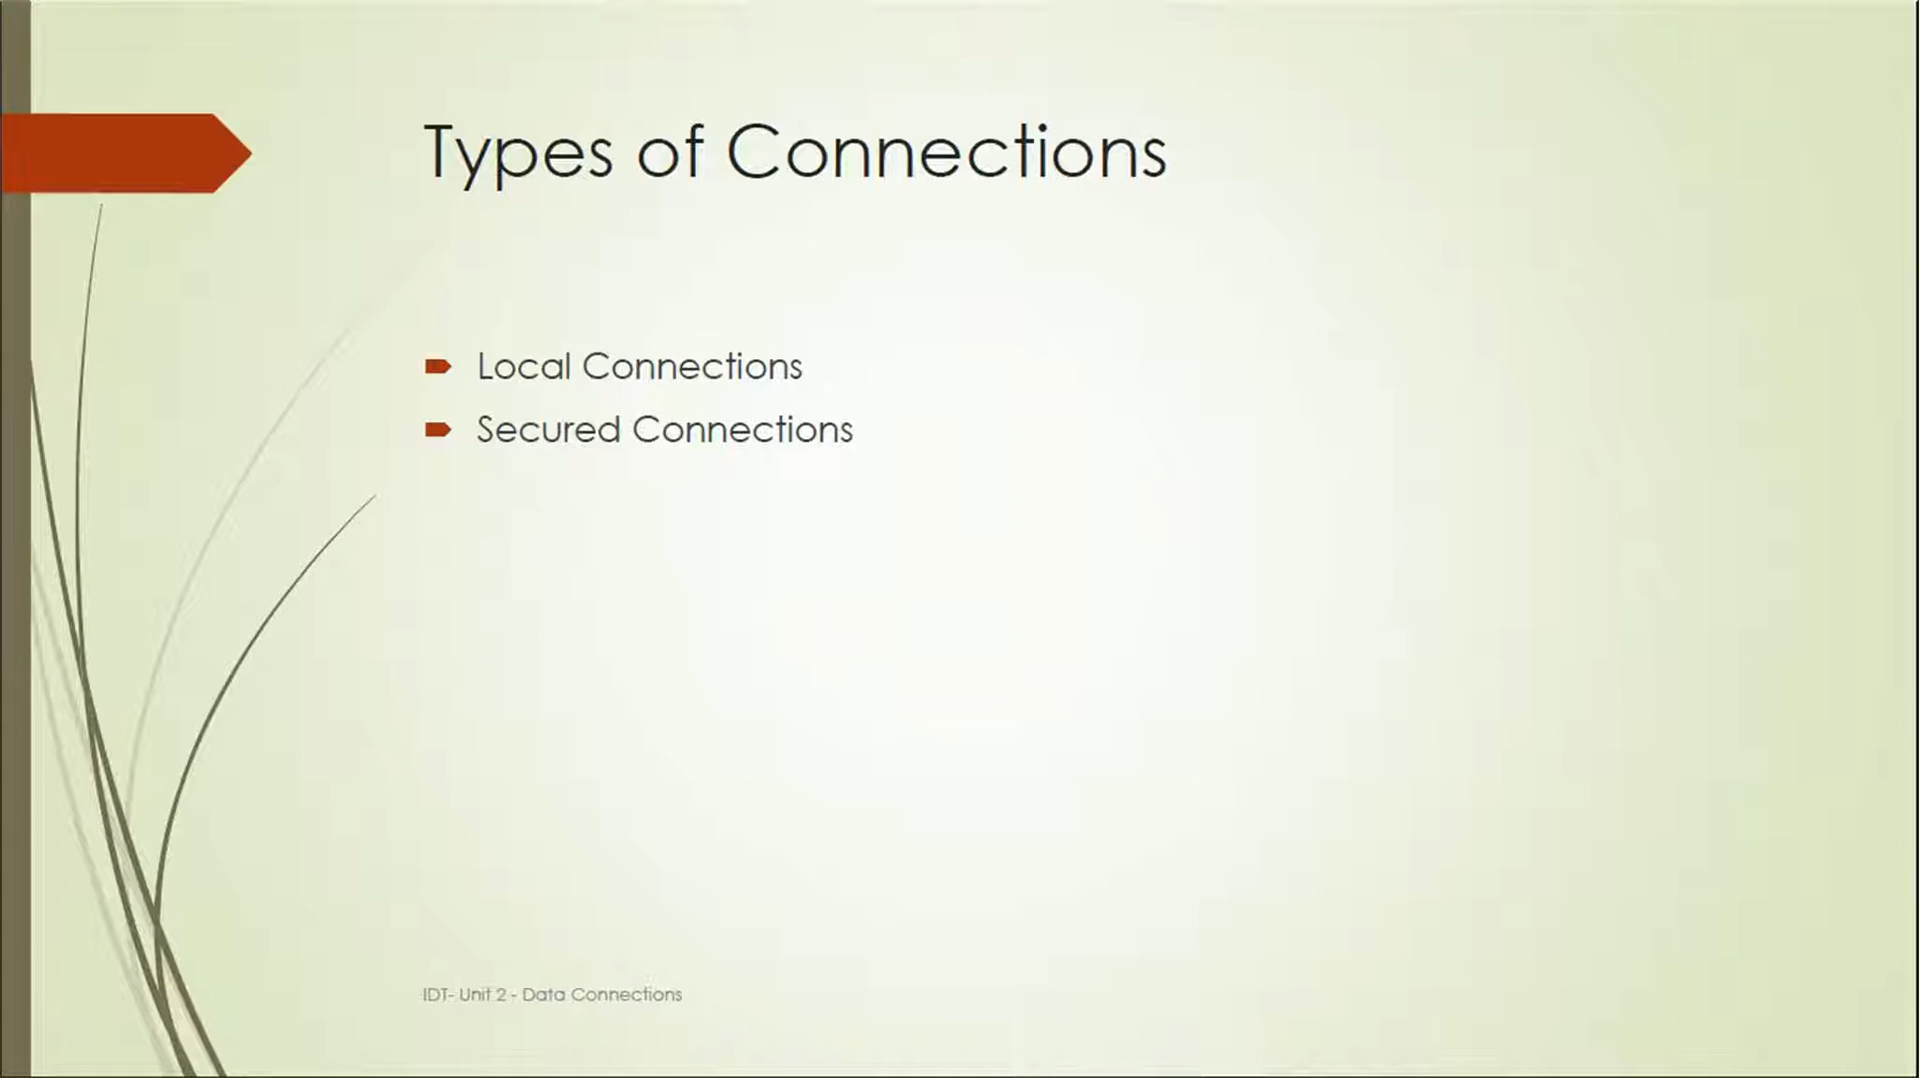 Types of Connections
Local Connections
Secured Connections
IDT- Unit 2 - Data Connections